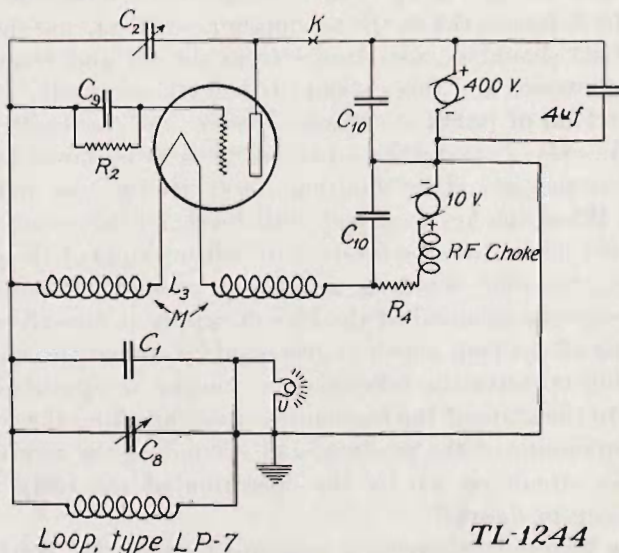 C2
K
C9
R2
C10
+
400 V.
4uf
10 V.
C10
+
RF Choke
L3
M
R4
C1
U
C8
Loop, type LP-7
TL-1244